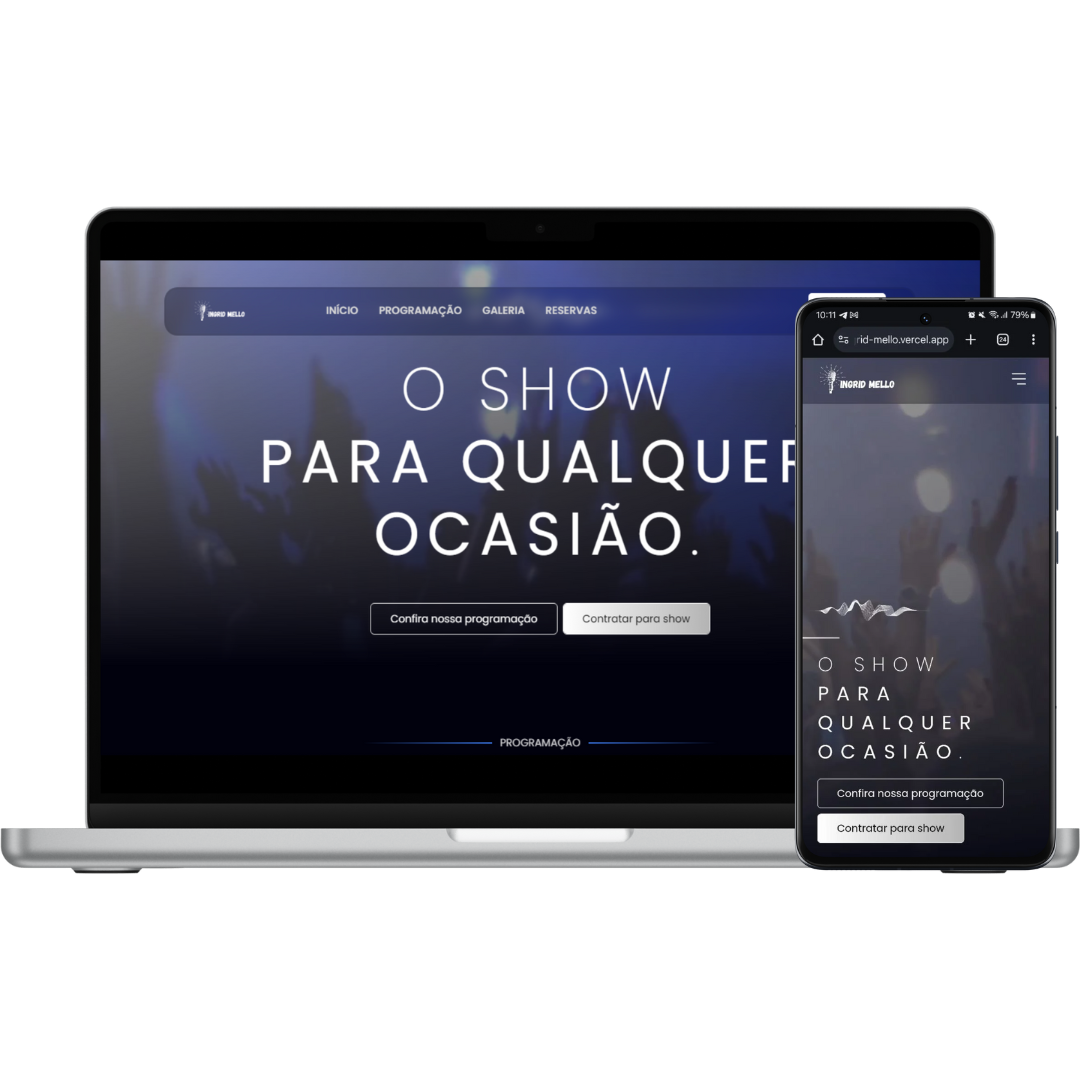 INGRID MELLO
INÍCIO PROGRAMAÇÃO GALERIA RESERVAS
O SHOW
PARA QUALQUER
OCASIÃO.
Confira nossa programação Contratar para show
PROGRAMAÇÃO
10:11 79%
rid-mello.vercel.app 24
INGRID MELLO
O SHOW
PARA
QUALQUER
OCASIÃO.
Confira nossa programação
Contratar para show